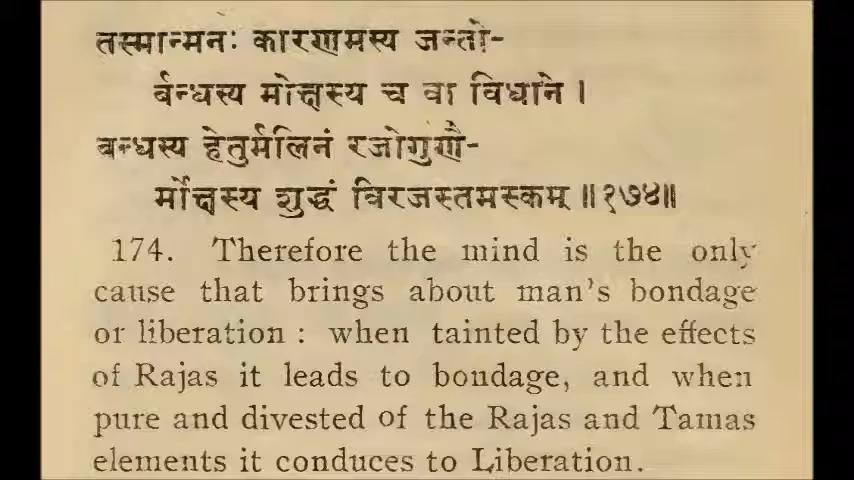 तस्मान्मनः कारणमस्य जन्तो-
र्बन्धस्य मोक्षस्य च वा विधाने ।
बन्धस्य हेतुर्मलिनं रजोगुणै-
र्मोक्षस्य शुद्धं विरजस्तमस्कम् ॥१७४॥
174. Therefore the mind is the only
cause that brings about man's bondage
or liberation : when tainted by the effects
of Rajas it leads to bondage, and when
pure and divested of the Rajas and Tamas
elements it conduces to Liberation.